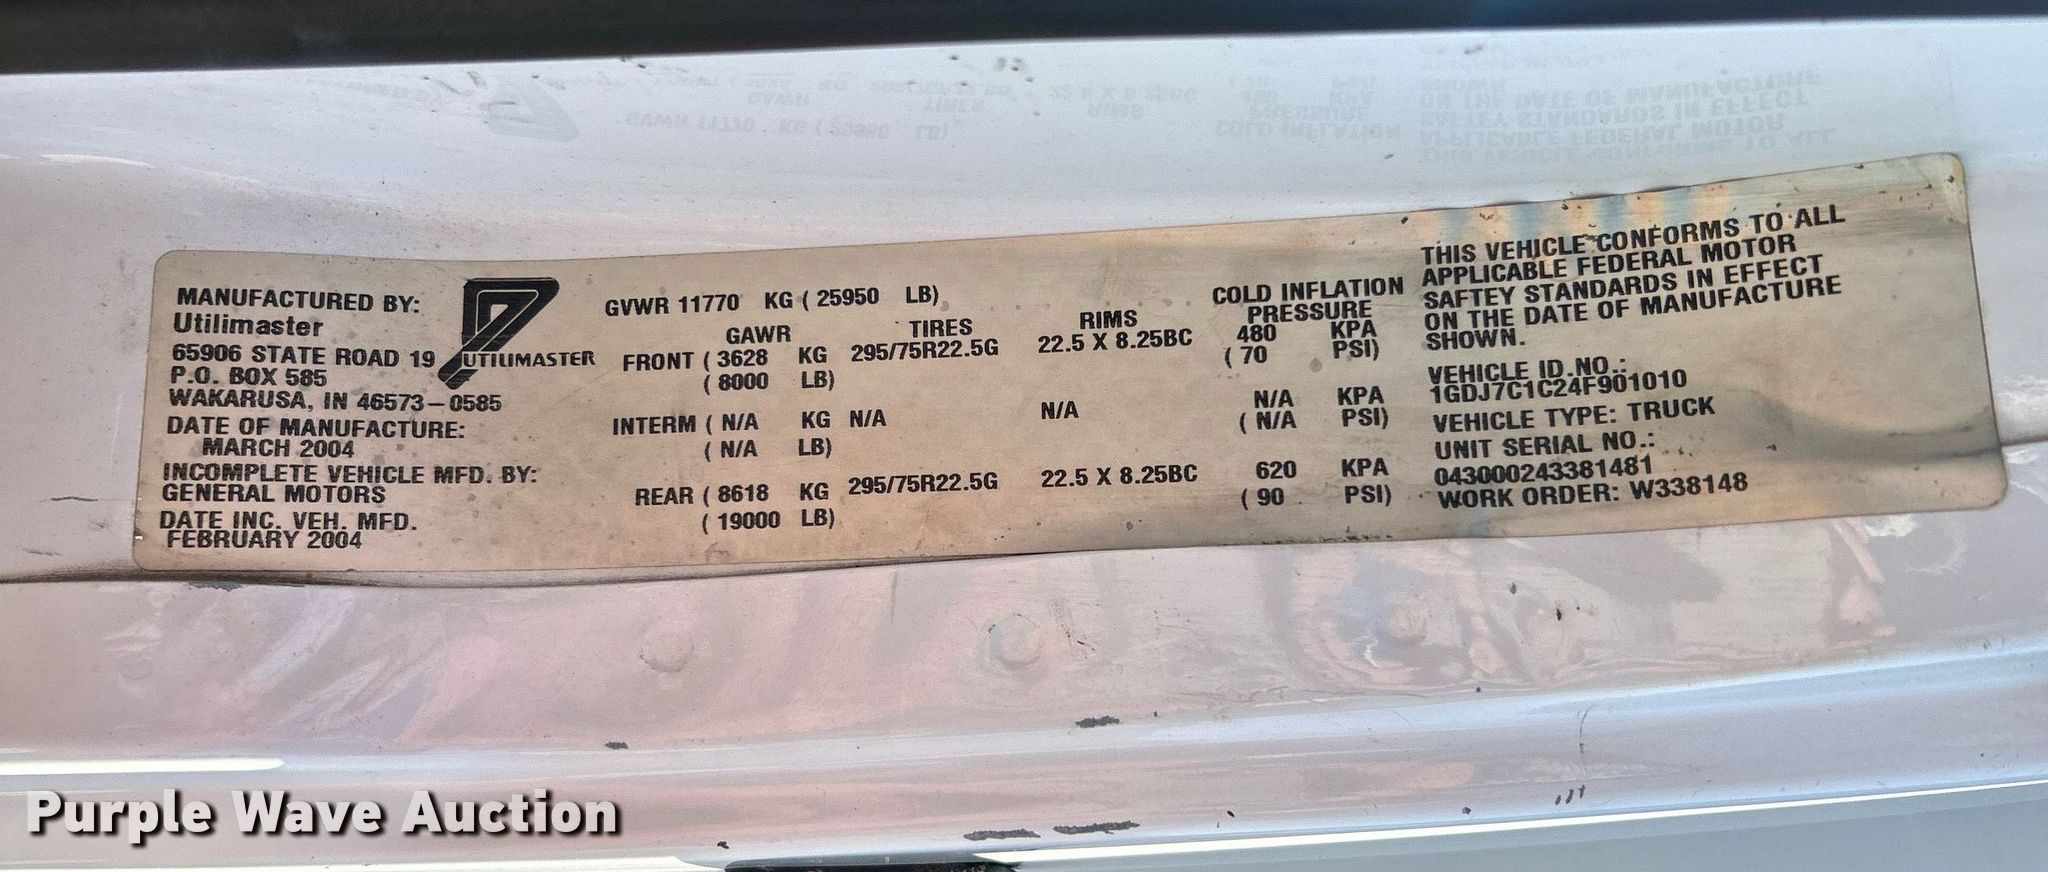 MANUFACTURED BY:
Utilimaster
65906 STATE ROAD 19
P.O. BOX 585
WAKARUSA, IN 46573-0585
DATE OF MANUFACTURE:
MARCH 2004
INCOMPLETE VEHICLE MFD. BY:
GENERAL MOTORS
DATE INC. VEH. MFD.
FEBRUARY 2004
UTILIMASTER
GVWR 11770 KG ( 25950 LB)
GAWR TIRES RIMS COLD INFLATION
PRESSURE
FRONT ( 3628 KG 295/75R22.5G 22.5 X 8.25BC 480 KPA
( 8000 LB) ( 70 PSI)
INTERM ( N/A KG N/A N/A N/A KPA
( N/A LB) ( N/A PSI)
REAR ( 8618 KG 295/75R22.5G 22.5 X 8.25BC 620 KPA
( 19000 LB) ( 90 PSI)
THIS VEHICLE CONFORMS TO ALL
APPLICABLE FEDERAL MOTOR
SAFTEY STANDARDS IN EFFECT
ON THE DATE OF MANUFACTURE
SHOWN.
VEHICLE ID.NO.:
1GDJ7C1C24F901010
VEHICLE TYPE: TRUCK
UNIT SERIAL NO.:
043000243381481
WORK ORDER: W338148
Purple Wave Auction